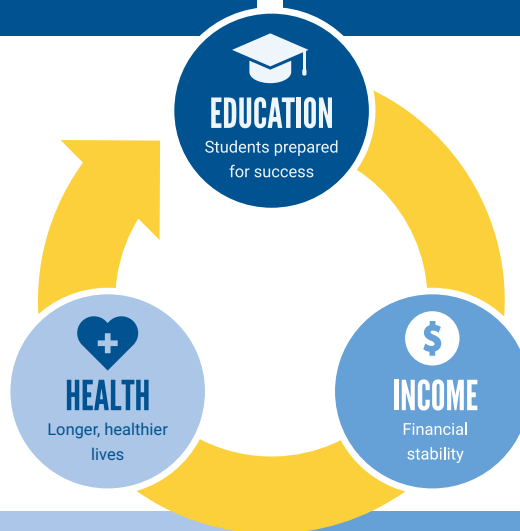 EDUCATION
Students prepared
for success
HEALTH
Longer, healthier
lives
$
INCOME
Financial
stability